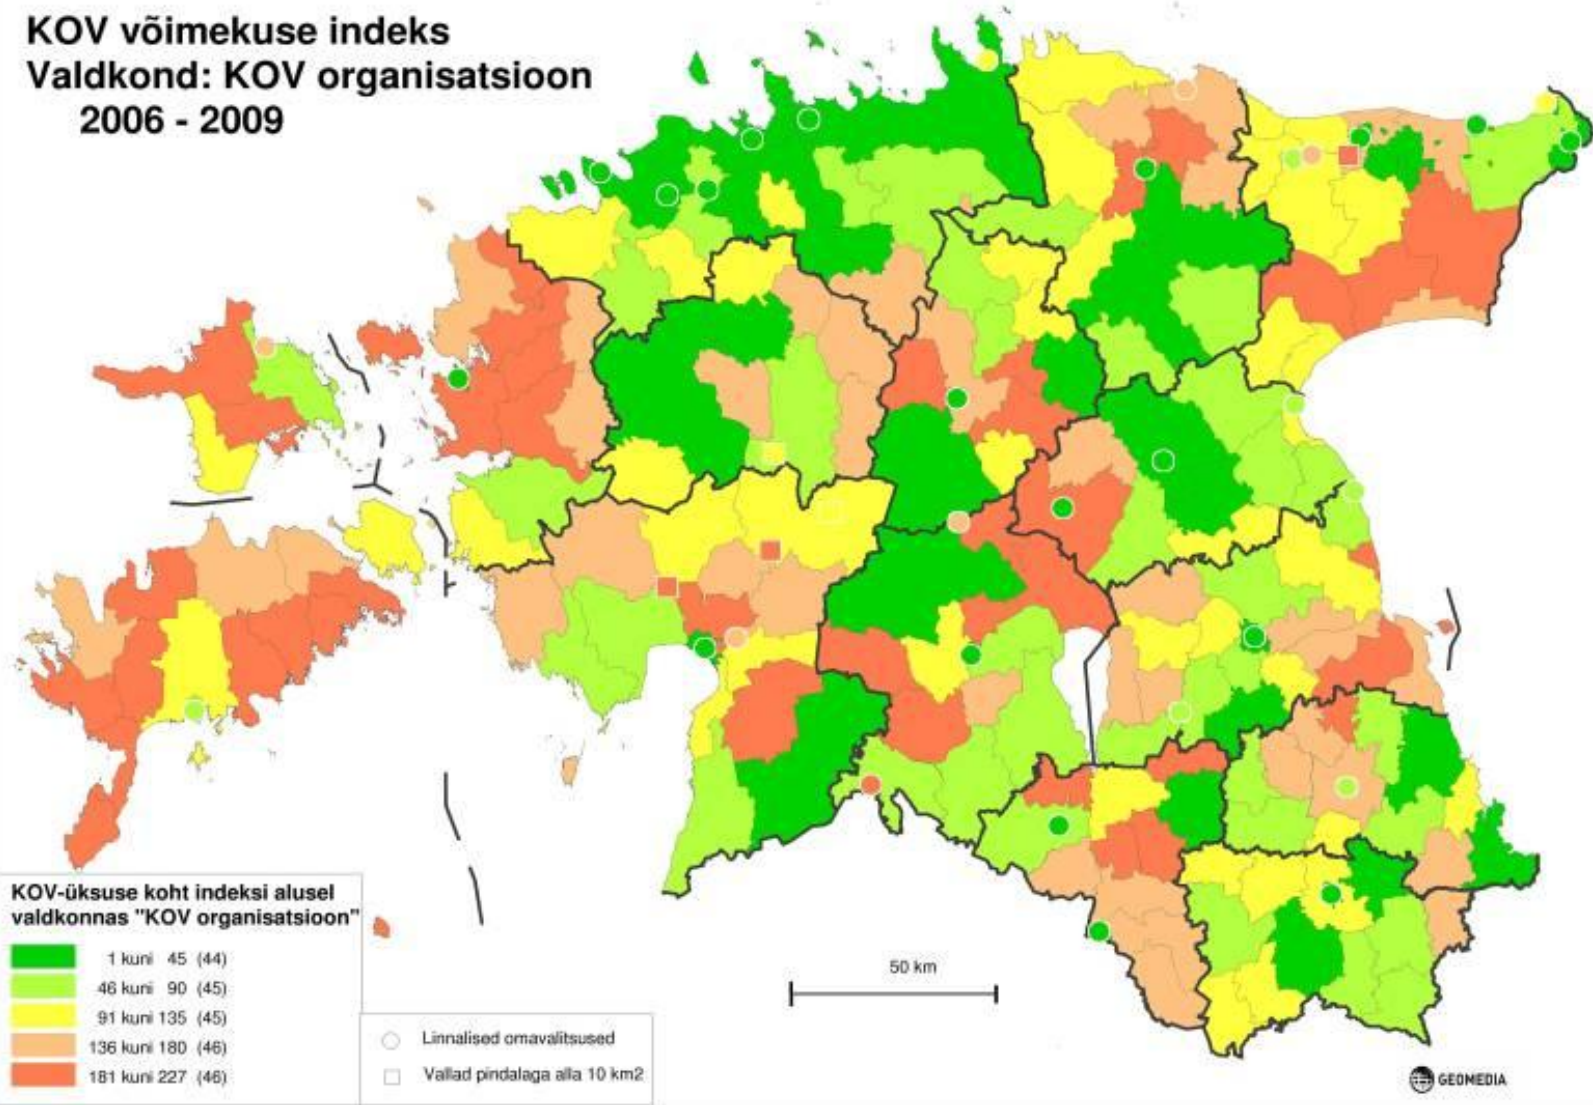 KOV võimekuse indeks
Valdkond: KOV organisatsioon
2006 - 2009
KOV-üksuse koht indeksi alusel
valdkonnas "KOV organisatsioon"
1 kuni 45 (44)
46 kuni 90 (45)
91 kuni 135 (45)
136 kuni 180 (46)
181 kuni 227 (46)
Linnalised omavalitsused
Vallad pindalaga alla 10 km2
50 km
GEOMEDIA